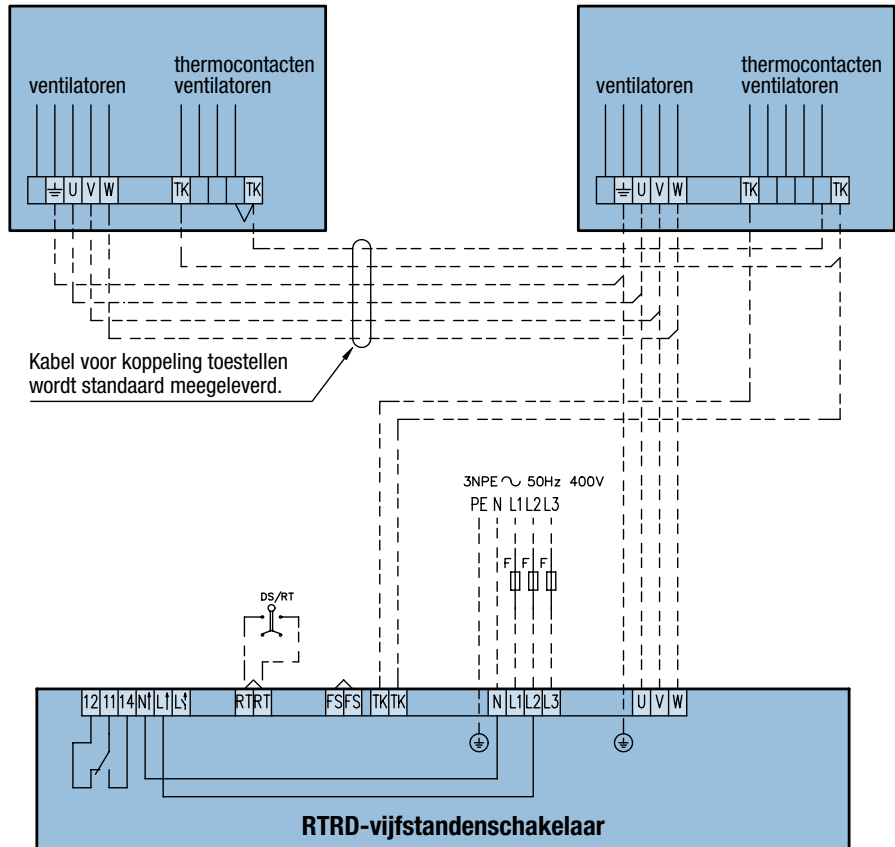 thermocontacten
ventilatoren ventilatoren
U V W TK TK
thermocontacten
ventilatoren ventilatoren
U V W TK TK
Kabel voor koppeling toestellen
wordt standaard meegeleverd.
3NPE 50Hz 400V
PE N L1 L2 L3
F F F
DS/RT
12 11 14 N L L RT RT FS FS TK TK N L1 L2 L3 U V W
RTRD-vijfstandenschakelaar